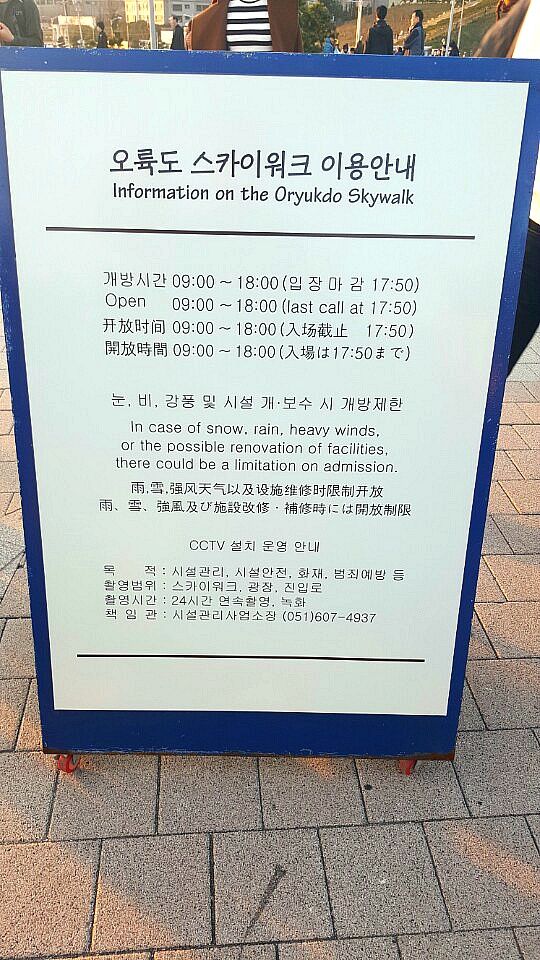 오륙도 스카이워크 이용안내
Information on the Oryukdo Skywalk
개방시간 09:00 ~ 18:00 (입 장 마 감 17:50)
Open 09:00 ~ 18:00 (last call at 17:50)
开放时间 09:00 ~ 18:00 (入场截止 17:50)
開放時間 09:00 ~ 18:00 (入場は17:50まで)
눈, 비, 강풍 및 시설 개·보수 시 개방제한
In case of snow, rain, heavy winds,
or the possible renovation of facilities,
there could be a limitation on admission.
雨,雪,强风天气以及设施维修时限制开放
雨、雪、強風及び施設改修·補修時には開放制限
CCTV 설치 운영 안내
목 적 : 시설관리, 시설안전, 화재, 범죄예방 등
촬영범위 : 스카이워크, 광장, 진입로
촬영시간 : 24시간 연속촬영, 녹화
책 임 관 : 시설관리사업소장 (051)607-4937